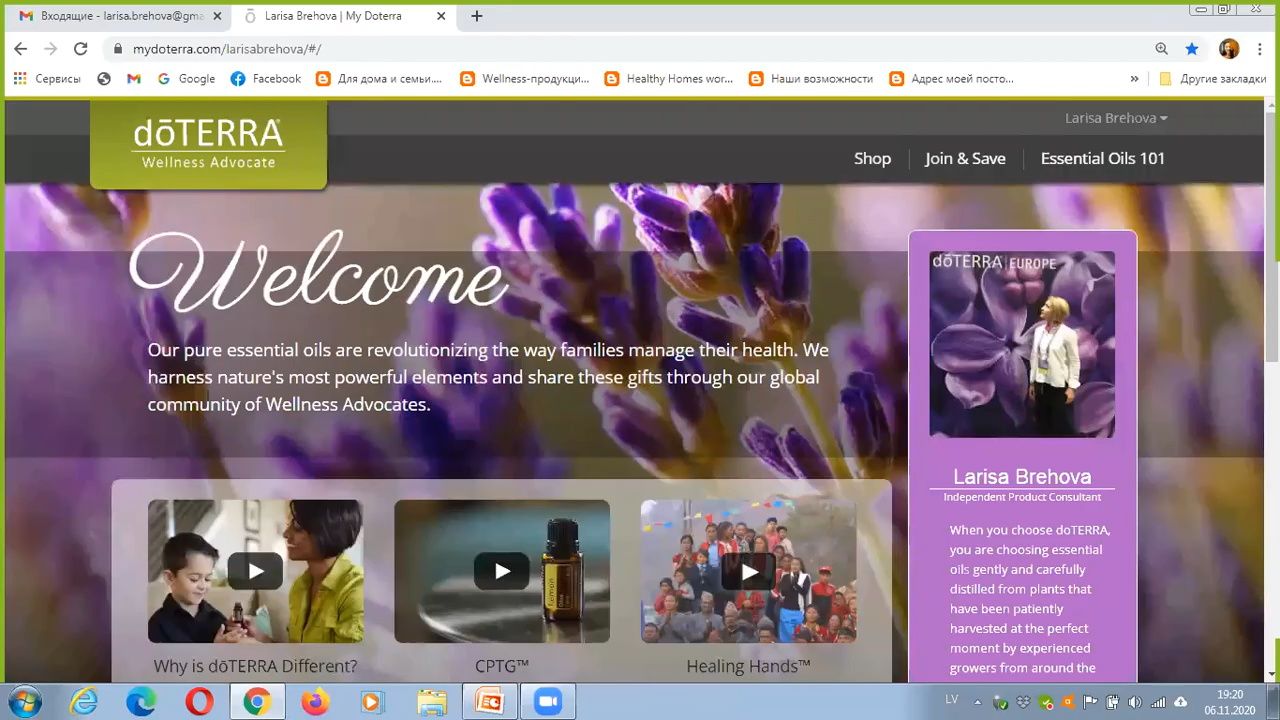 Входящие - larisa.brehova@gma
Larisa Brehova | My Doterra
mydoterra.com/larisabrehova/#/
Сервисы
Google
Facebook
Для дома и семьи....
Wellness-продукци...
Healthy Homes wor...
Наши возможности
Адрес моей посто...
»
Другие закладки
dōTERRA®
Wellness Advocate
Larisa Brehova
Shop
Join & Save
Essential Oils 101
Welcome
Our pure essential oils are revolutionizing the way families manage their health. We
harness nature's most powerful elements and share these gifts through our global
community of Wellness Advocates.
dōTERRA | EUROPE
Larisa Brehova
Independent Product Consultant
When you choose doTERRA,
you are choosing essential
oils gently and carefully
distilled from plants that
have been patiently
harvested at the perfect
moment by experienced
growers from around the
Lemon
Why is dōTERRA Different?
CPTG™
Healing Hands™
LV
19:20
06.11.2020